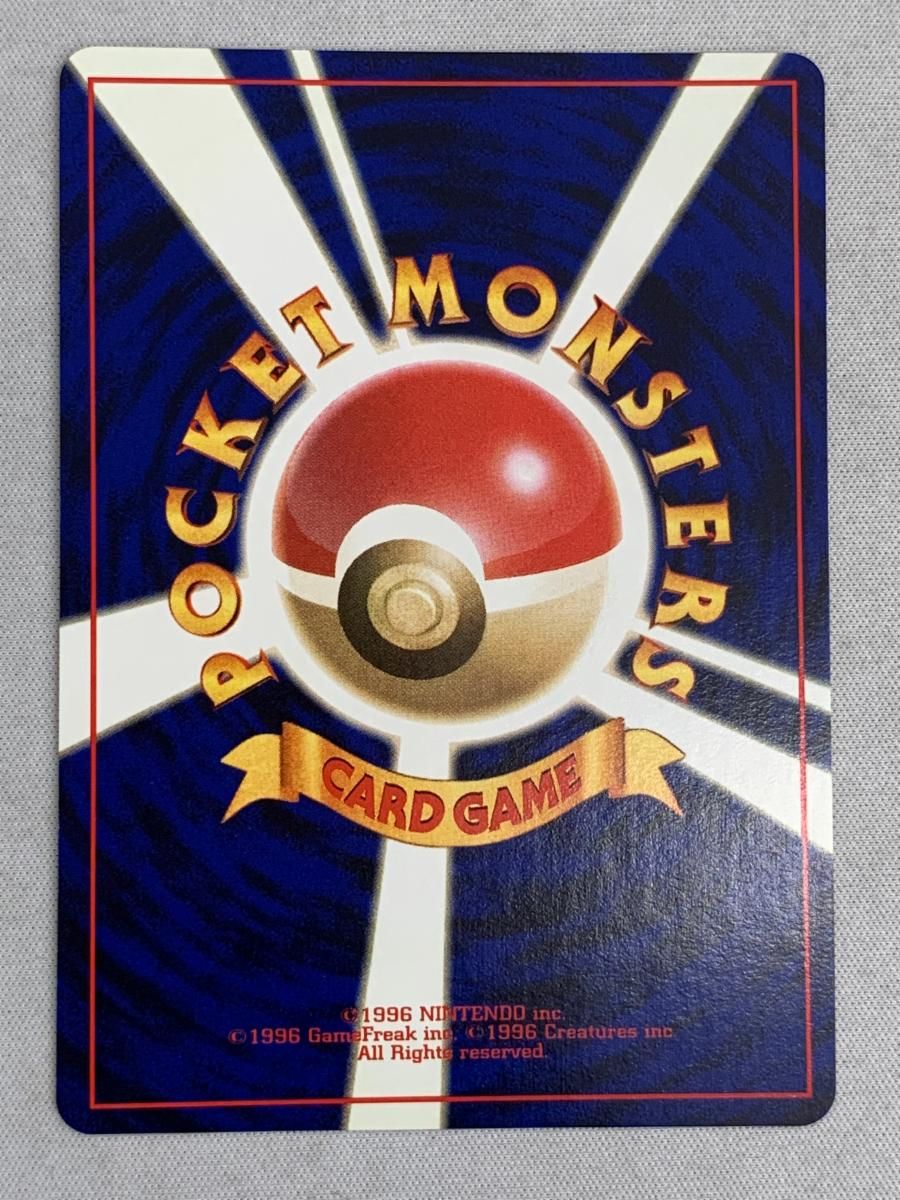 POCKET MONSTERS
CARD GAME
©1996 NINTENDO inc.
©1996 GameFreak inc. ©1996 Creatures inc
All Rights reserved.